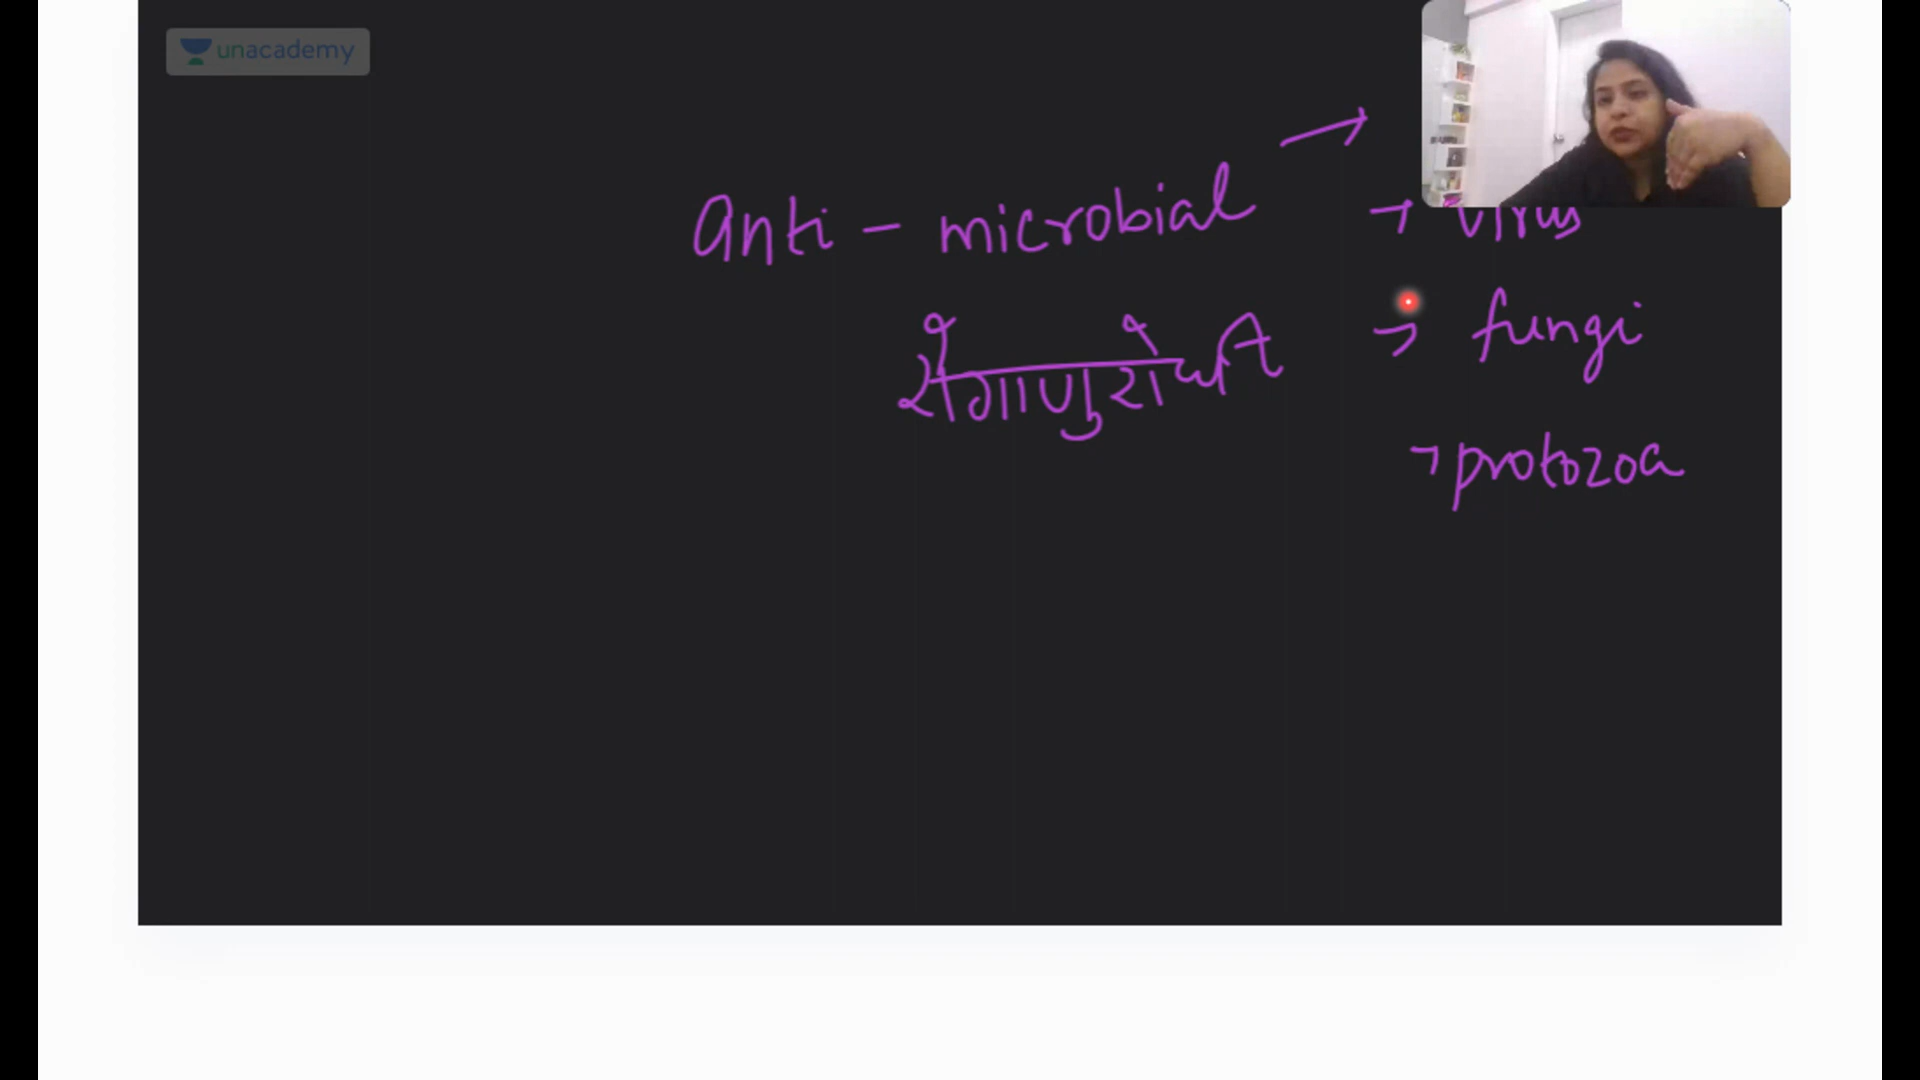 unacademy
Anti - microbial →
→ virus
रोगाणुरोधी → fungi
→ protozoa